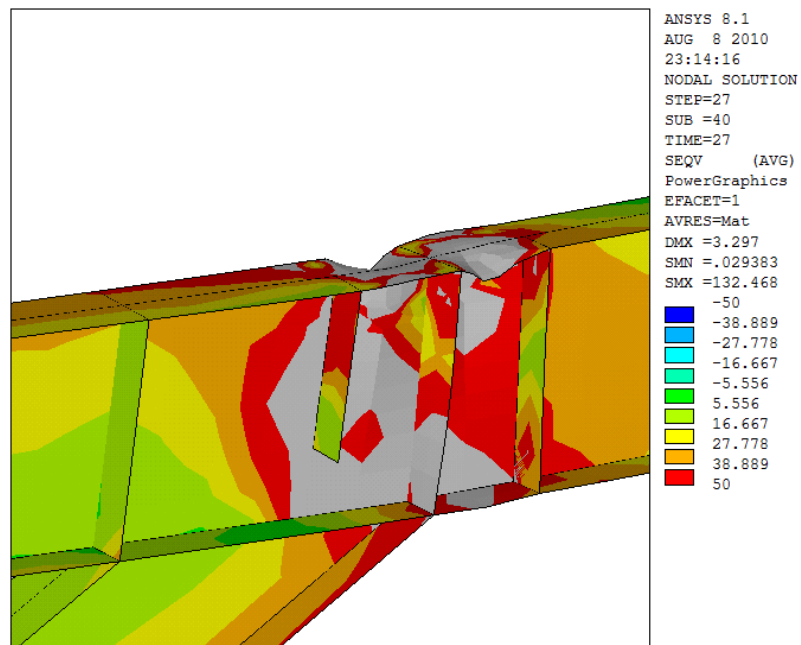 ANSYS 8.1
AUG  8 2010
23:14:16
NODAL SOLUTION
STEP=27
SUB =40
TIME=27
SEQV     (AVG)
PowerGraphics
EFACET=1
AVRES=Mat
DMX =3.297
SMN =.029383
SMX =132.468
-50
-38.889
-27.778
-16.667
-5.556
5.556
16.667
27.778
38.889
50